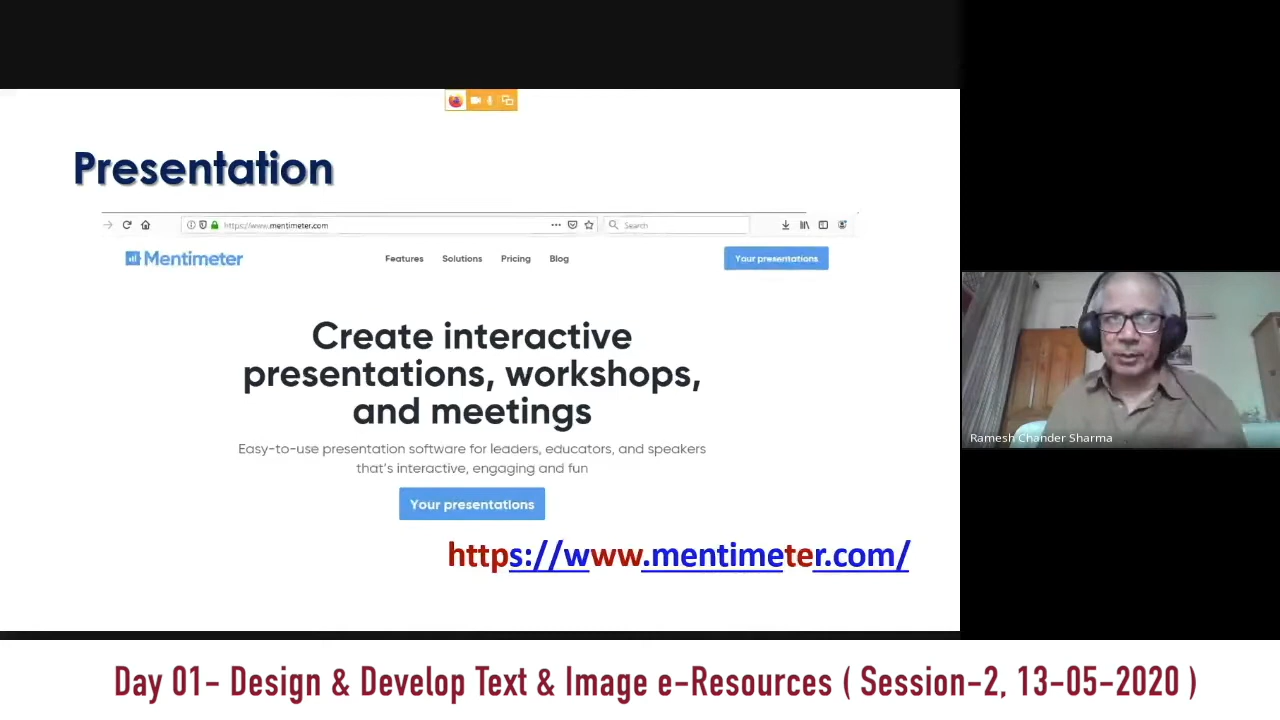 Presentation
https://www.mentimeter.com
Search
Mentimeter
Features Solutions Pricing Blog
Your presentations
Create interactive
presentations, workshops,
and meetings
Easy-to-use presentation software for leaders, educators, and speakers
that's interactive, engaging and fun
Your presentations
https://www.mentimeter.com/
Ramesh Chander Sharma
Day 01- Design & Develop Text & Image e-Resources ( Session-2, 13-05-2020 )